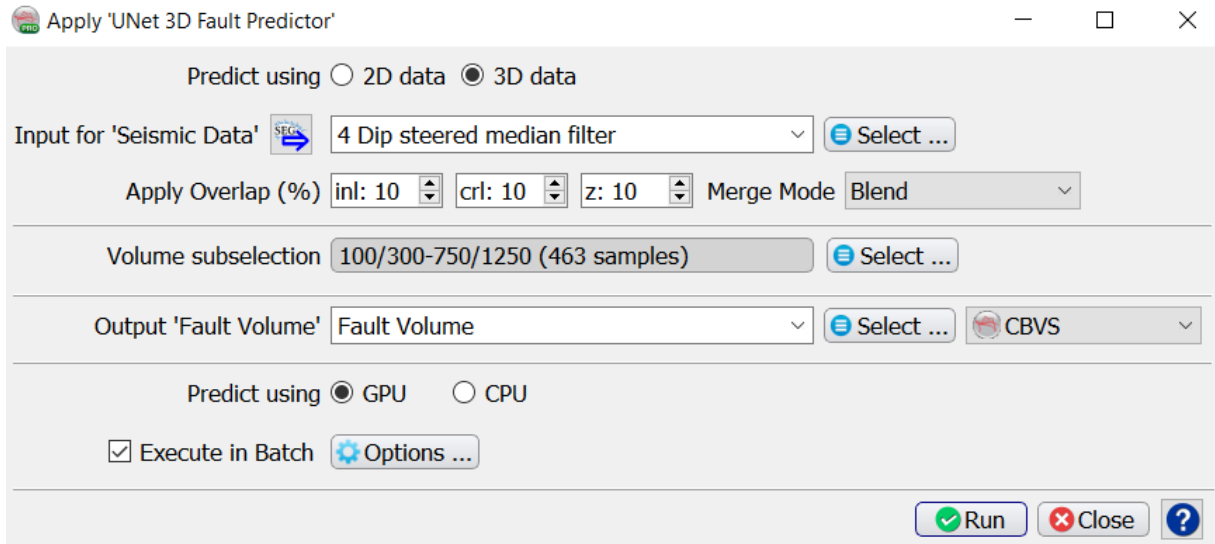 Apply 'UNet 3D Fault Predictor'
PRO
Predict using 2D data 3D data
Input for 'Seismic Data' SEG 4 Dip steered median filter Select ...
Apply Overlap (%) inl: 10 crl: 10 z: 10 Merge Mode Blend
Volume subselection 100/300-750/1250 (463 samples) Select ...
Output 'Fault Volume' Fault Volume Select ... CBVS
Predict using GPU CPU
Execute in Batch Options ...
Run Close ?